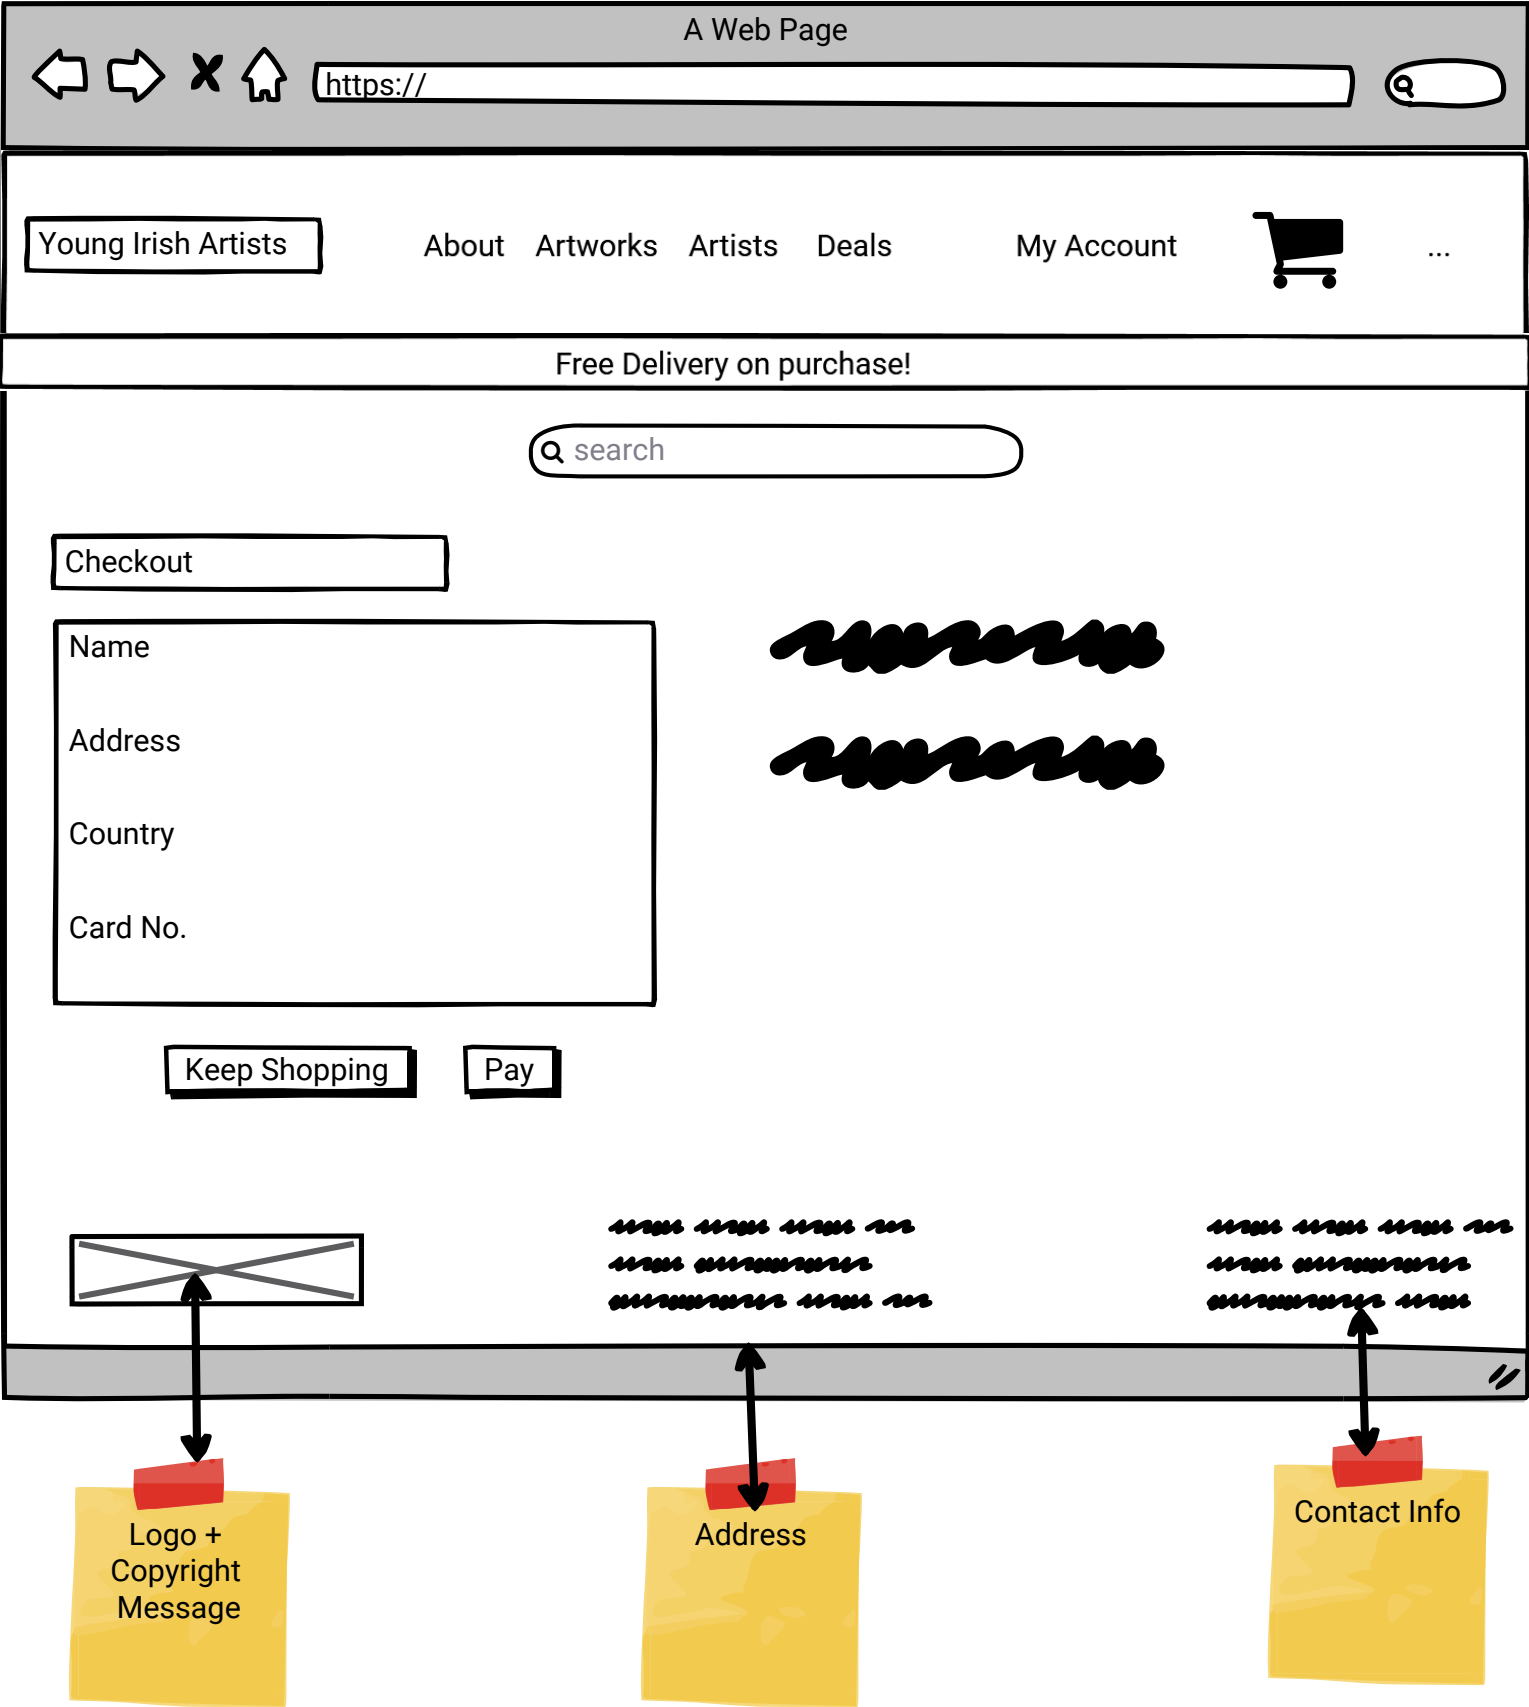 A Web Page
https://
Young Irish Artists
About Artworks Artists Deals My Account ...
Free Delivery on purchase!
search
Checkout
Name
Address
Country
Card No.
Keep Shopping Pay
Logo +
Copyright
Message
Address
Contact Info